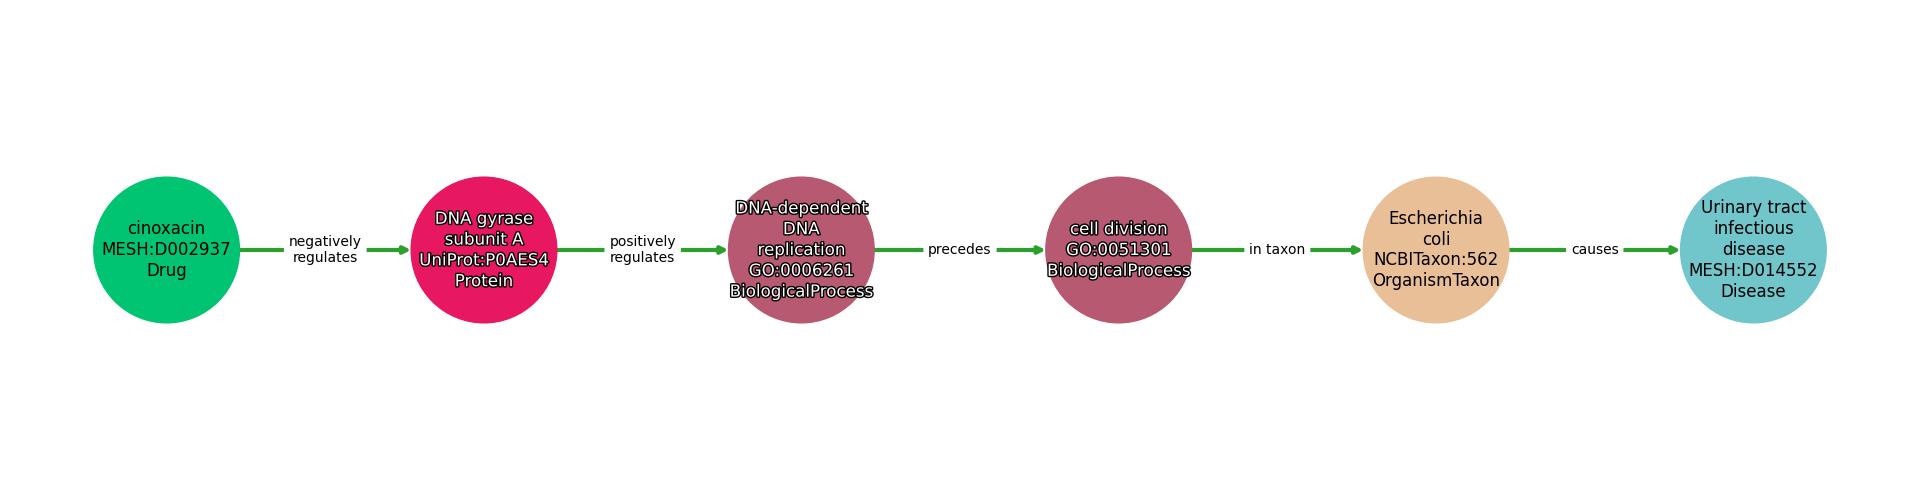 cinoxacin
MESH:D002937
Drug
negatively
regulates
DNA gyrase
subunit A
UniProt:P0AES4
Protein
positively
regulates
DNA-dependent
DNA
replication
GO:0006261
BiologicalProcess
precedes
cell division
GO:0051301
BiologicalProcess
in taxon
Escherichia
coli
NCBITaxon:562
OrganismTaxon
causes
Urinary tract
infectious
disease
MESH:D014552
Disease